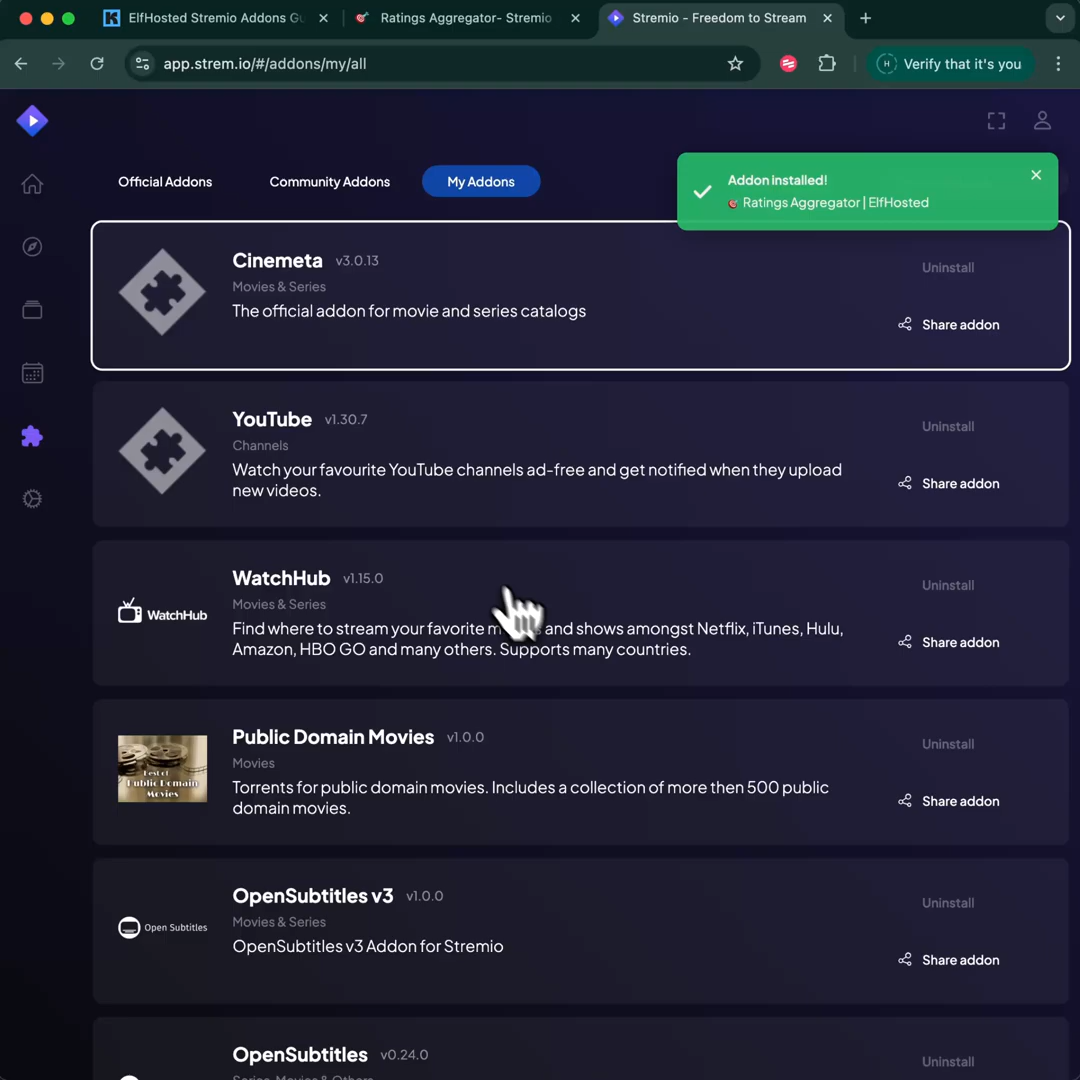 ElfHosted Stremio Addons Gu
Ratings Aggregator- Stremio
Stremio - Freedom to Stream
app.strem.io/#/addons/my/all
H
Verify that it's you
Official Addons
Community Addons
My Addons
Addon installed!
Ratings Aggregator | ElfHosted
Cinemeta v3.0.13
Uninstall
Movies & Series
The official addon for movie and series catalogs
Share addon
YouTube v1.30.7
Uninstall
Channels
Watch your favourite YouTube channels ad-free and get notified when they upload
new videos.
Share addon
WatchHub v1.15.0
Uninstall
Movies & Series
WatchHub
Find where to stream your favorite and shows amongst Netflix, iTunes, Hulu,
Amazon, HBO GO and many others. Supports many countries.
Share addon
Public Domain Movies v1.0.0
Uninstall
Movies
Best of
Public Domain
Movies
Torrents for public domain movies. Includes a collection of more then 500 public
domain movies.
Share addon
OpenSubtitles v3 v1.0.0
Uninstall
Movies & Series
Open Subtitles
OpenSubtitles v3 Addon for Stremio
Share addon
OpenSubtitles v0.24.0
Uninstall
Series, Movies & Others